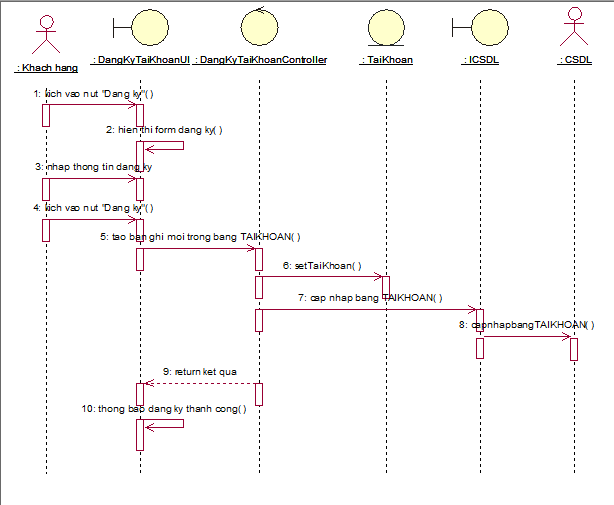 : Khach hang
: DangKyTaiKhoanUI
: DangKyTaiKhoanController
: TaiKhoan
: ICSDL
: CSDL
1: kich vao nut "Dang ky"( )
2: hien thi form dang ky( )
3: nhap thong tin dang ky
4: kich vao nut "Dang ky"( )
5: tao ban ghi moi trong bang TAIKHOAN( )
6: setTaiKhoan( )
7: cap nhap bang TAIKHOAN( )
8: capnhapbangTAIKHOAN( )
9: return ket qua
10: thong bao dang ky thanh cong( )